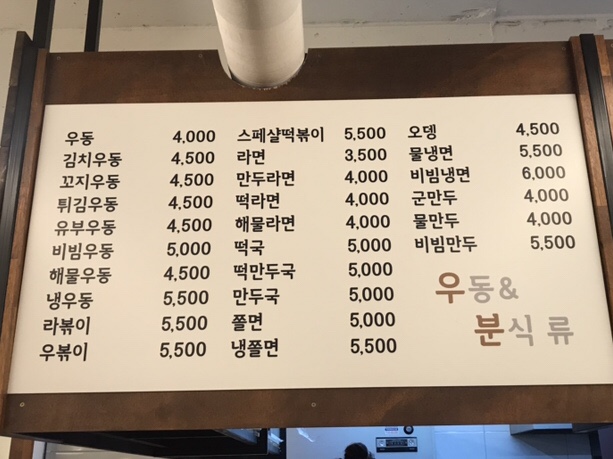 우동 4,000
김치우동 4,500
꼬지우동 4,500
튀김우동 4,500
유부우동 4,500
비빔우동 5,000
해물우동 4,500
냉우동 5,500
라볶이 5,500
우볶이 5,500
스페샬떡볶이 5,500
라면 3,500
만두라면 4,000
떡라면 4,000
해물라면 4,000
떡국 5,000
떡만두국 5,000
만두국 5,000
쫄면 5,000
냉쫄면 5,500
오뎅 4,500
물냉면 5,500
비빔냉면 6,000
군만두 4,000
물만두 4,000
비빔만두 5,500
우동&
분식류